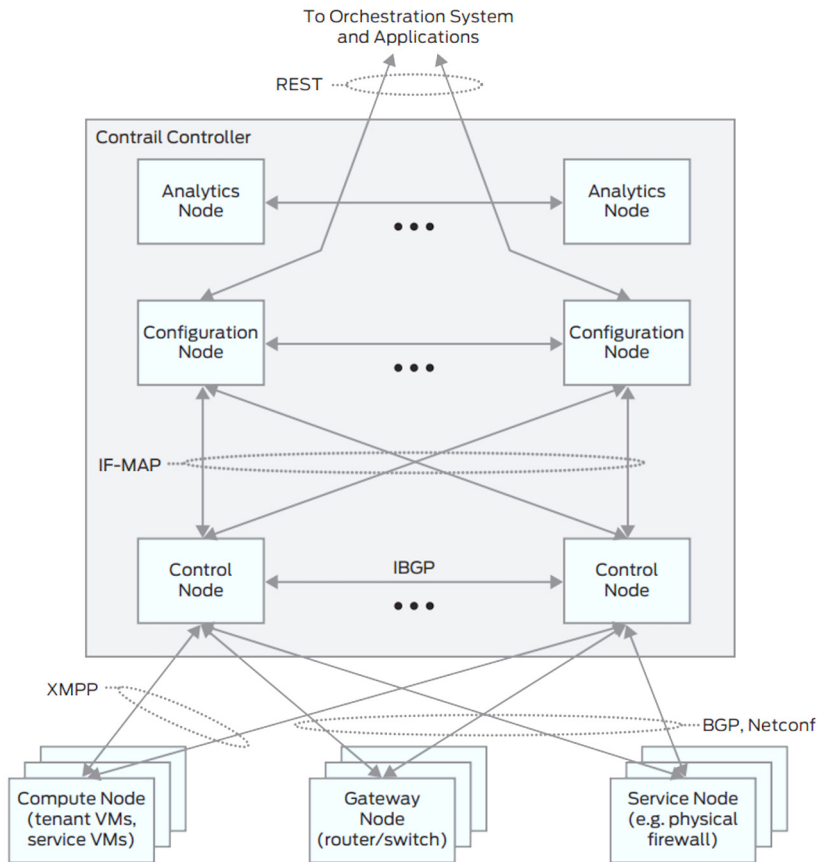 To Orchestration System
and Applications
REST
Contrail Controller
Analytics
Node
Analytics
Node
•••
Configuration
Node
Configuration
Node
•••
IF-MAP
Control
Node
IBGP
•••
Control
Node
XMPP
BGP, Netconf
Compute Node
(tenant VMs,
service VMs)
Gateway
Node
(router/switch)
Service Node
(e.g. physical
firewall)